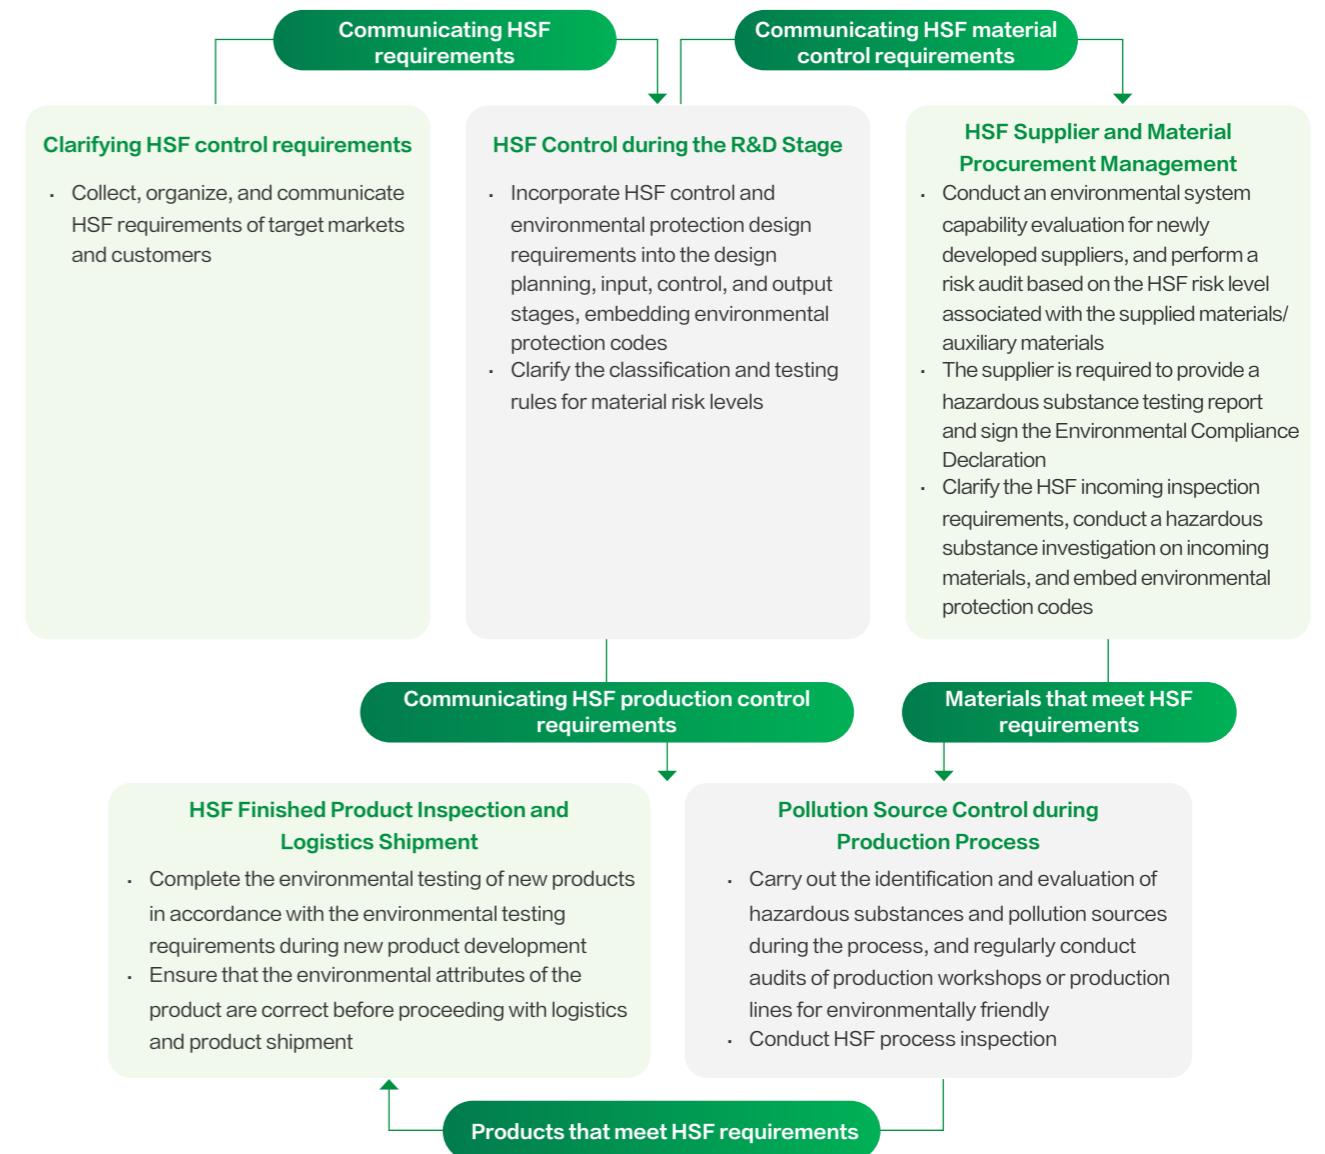 Communicating HSF
requirements
Communicating HSF material
control requirements
Clarifying HSF control requirements
· Collect, organize, and communicate
HSF requirements of target markets
and customers
HSF Control during the R&D Stage
· Incorporate HSF control and
environmental protection design
requirements into the design
planning, input, control, and output
stages, embedding environmental
protection codes
· Clarify the classification and testing
rules for material risk levels
HSF Supplier and Material
Procurement Management
· Conduct an environmental system
capability evaluation for newly
developed suppliers, and perform a
risk audit based on the HSF risk level
associated with the supplied materials/
auxiliary materials
· The supplier is required to provide a
hazardous substance testing report
and sign the Environmental Compliance
Declaration
· Clarify the HSF incoming inspection
requirements, conduct a hazardous
substance investigation on incoming
materials, and embed environmental
protection codes
Communicating HSF production control
requirements
Materials that meet HSF
requirements
HSF Finished Product Inspection and
Logistics Shipment
· Complete the environmental testing of new products
in accordance with the environmental testing
requirements during new product development
· Ensure that the environmental attributes of the
product are correct before proceeding with logistics
and product shipment
Pollution Source Control during
Production Process
· Carry out the identification and evaluation of
hazardous substances and pollution sources
during the process, and regularly conduct
audits of production workshops or production
lines for environmentally friendly
· Conduct HSF process inspection
Products that meet HSF requirements